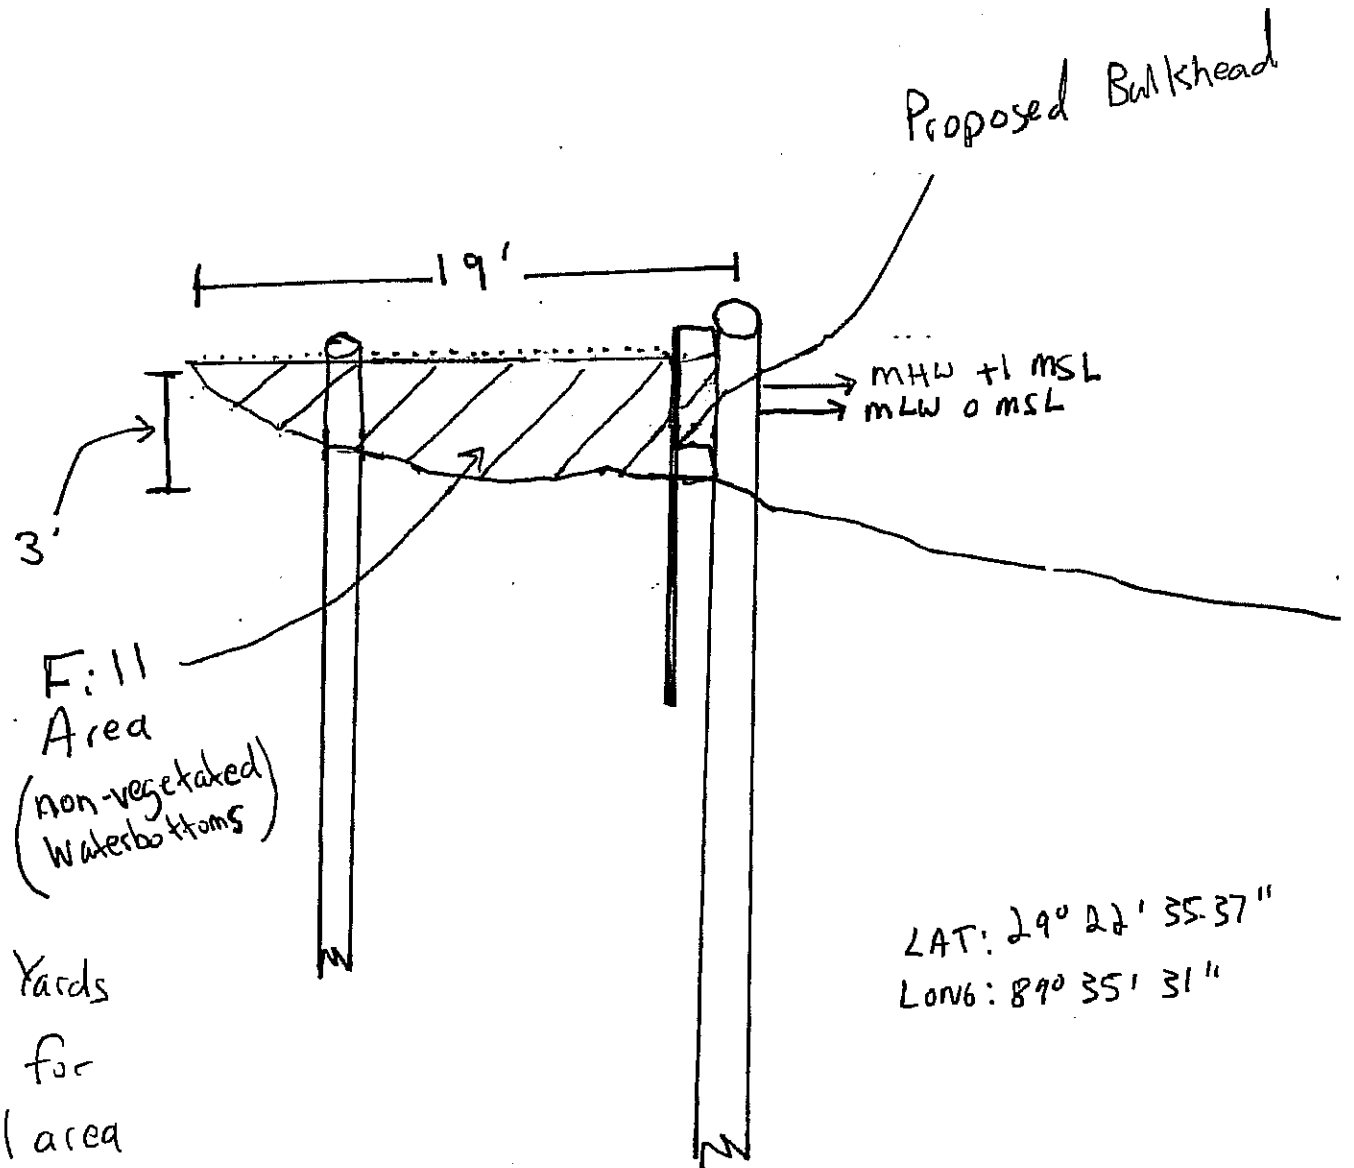 Proposed Bulkhead
19'
MHW +1 MSL
MLW 0 MSL
3'
Fill
Area
(non-vegetated
Waterbottoms)
LAT: 29° 22' 35.37"
LONG: 89° 35' 31"
Yards
for
l area